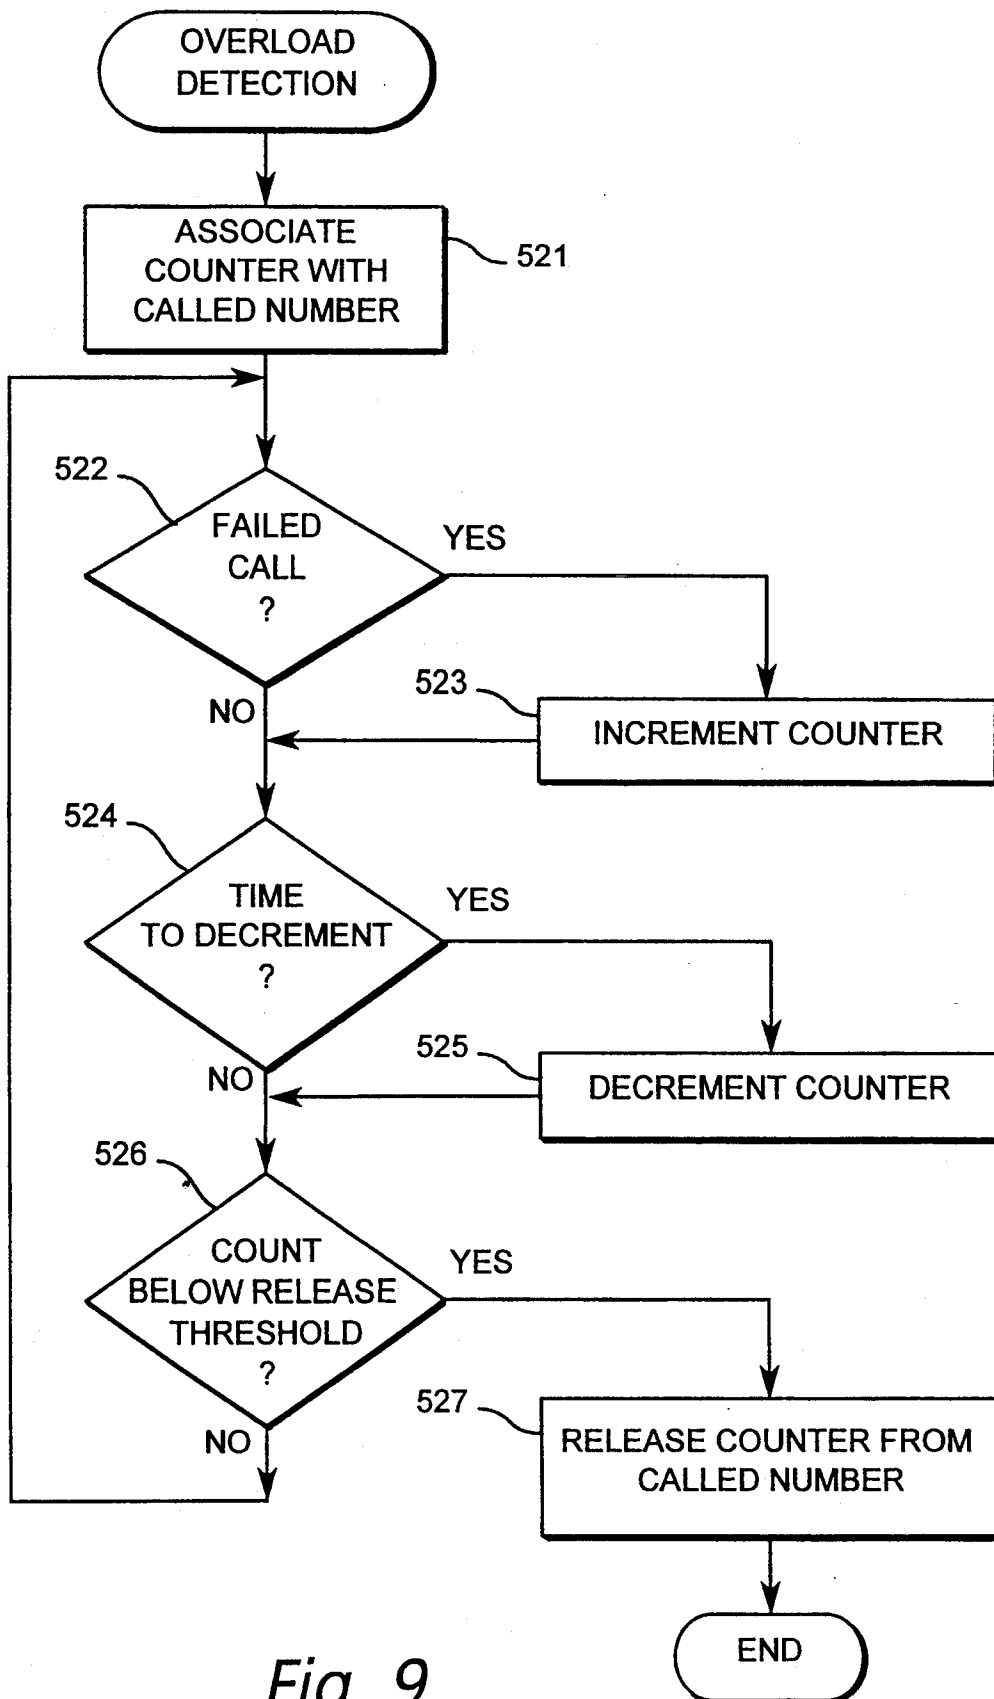 OVERLOAD
DETECTION
ASSOCIATE
COUNTER WITH
CALLED NUMBER
521
522
FAILED
CALL
?
YES
NO
523
INCREMENT COUNTER
524
TIME
TO DECREMENT
?
YES
NO
525
DECREMENT COUNTER
526
COUNT
BELOW RELEASE
THRESHOLD
?
YES
NO
527
RELEASE COUNTER FROM
CALLED NUMBER
END
Fig. 9